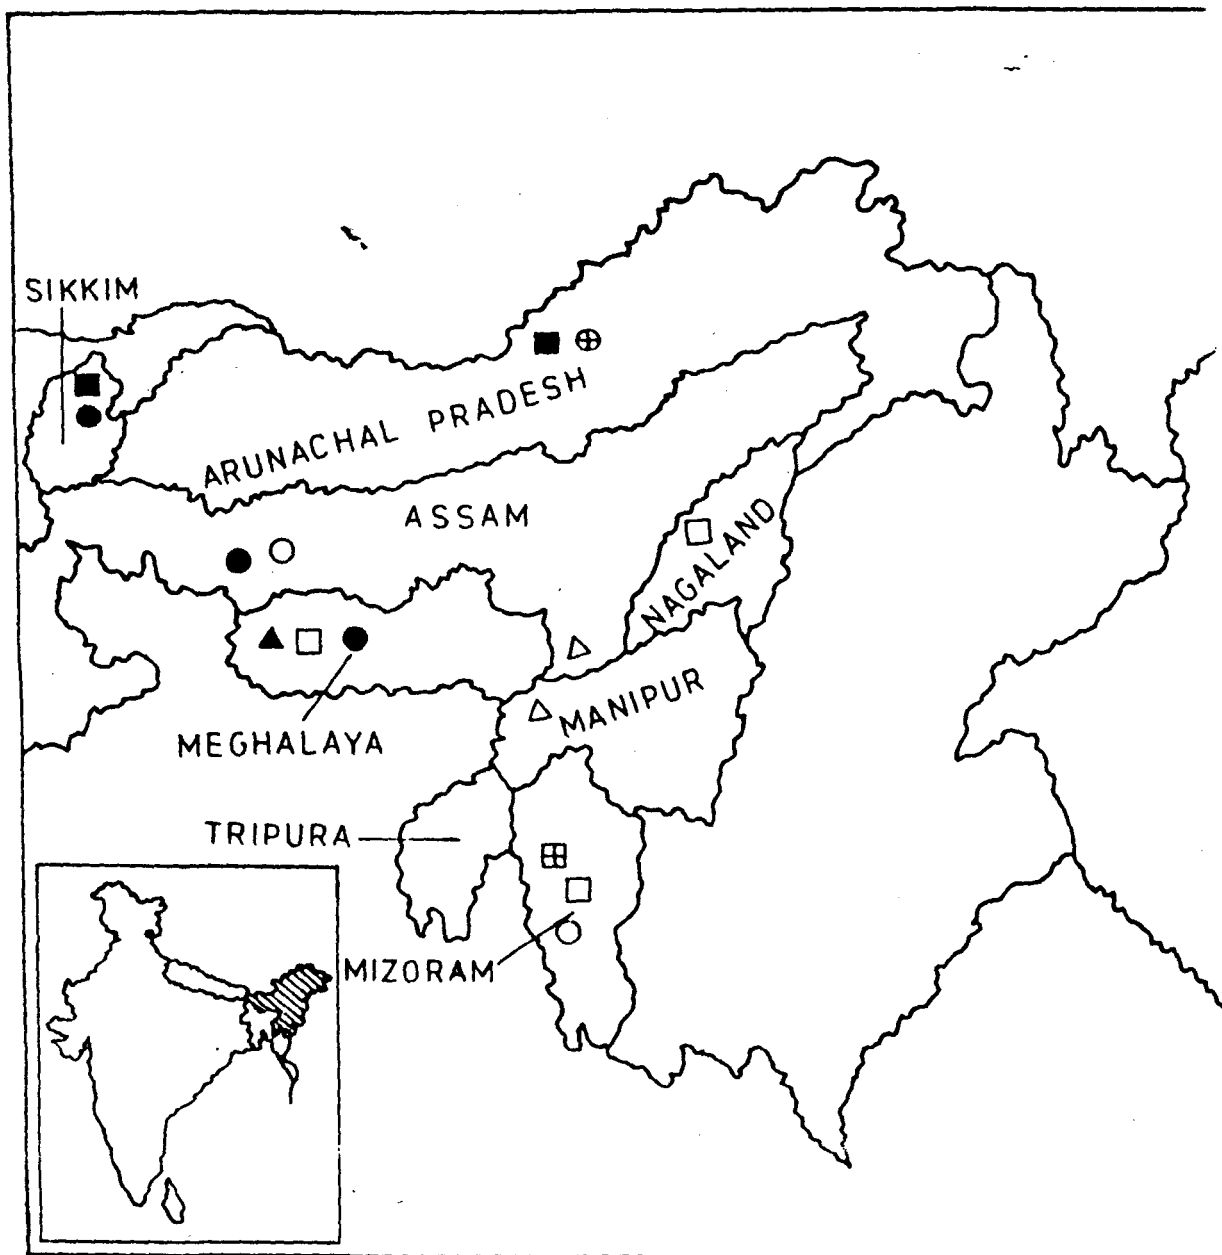 SIKKIM
ARUNACHAL PRADESH
ASSAM
NAGALAND
MANIPUR
MEGHALAYA
TRIPURA
MIZORAM